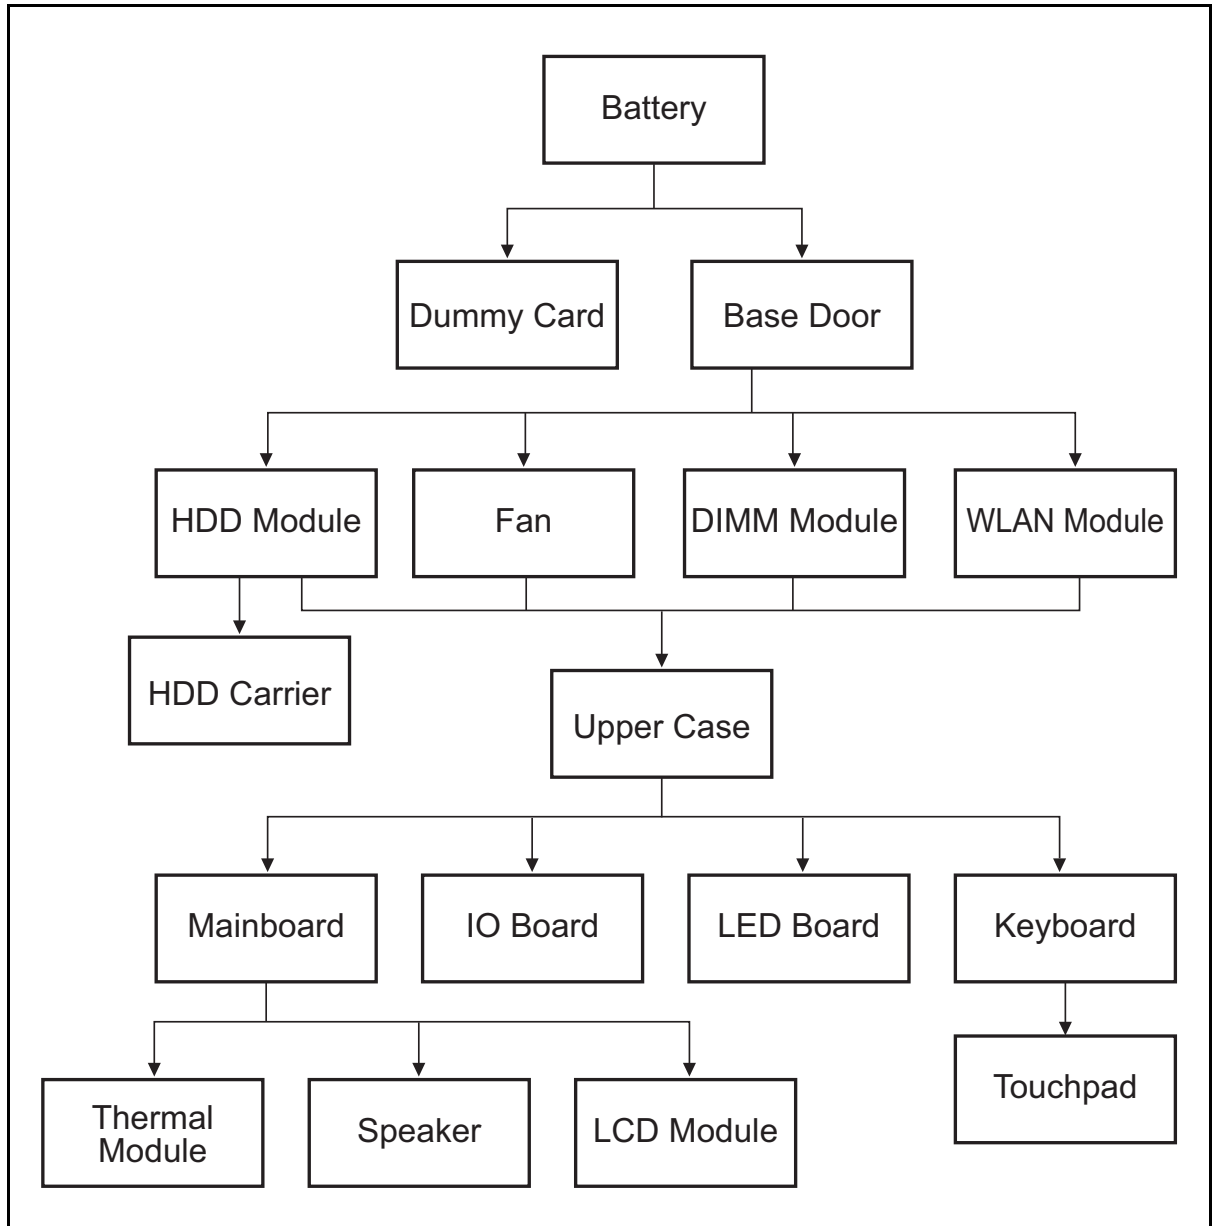 Battery
Dummy Card
Base Door
HDD Module
Fan
DIMM Module
WLAN Module
HDD Carrier
Upper Case
Mainboard
IO Board
LED Board
Keyboard
Thermal
Module
Speaker
LCD Module
Touchpad